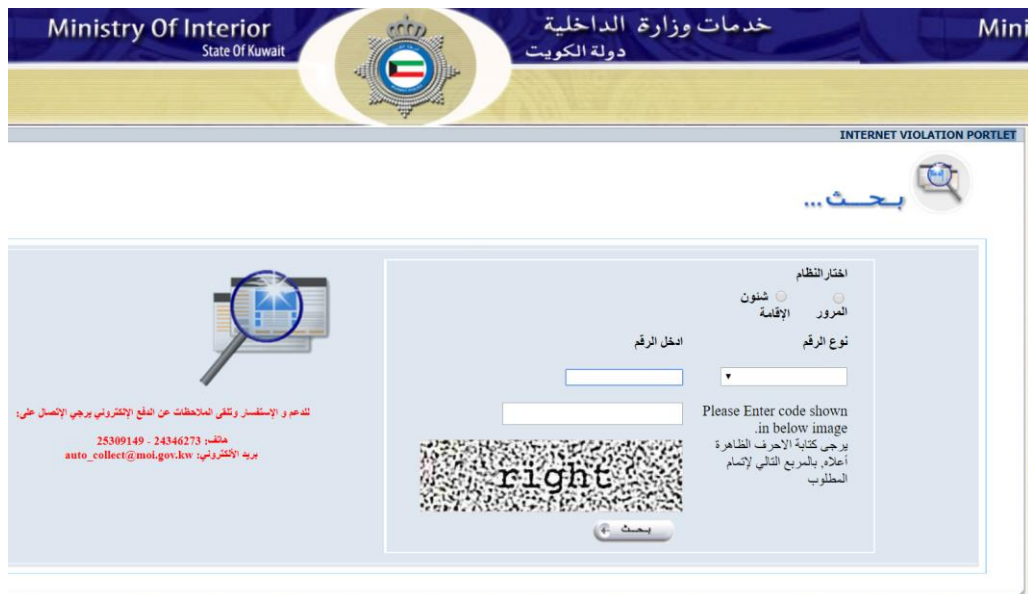 Ministry Of Interior
State Of Kuwait
خدمات وزارة الداخلية
دولة الكويت
Mini
INTERNET VIOLATION PORTLET
بـحـــث...
اختار النظام
المرور
شئون الإقامة
نوع الرقم
ادخل الرقم
Please Enter code shown
in below image.
يرجى كتابة الاحرف الظاهرة
أعلاه, بالمربع التالي لإتمام
المطلوب
right
بـحـث
للدعم و الإستفسار وتلقى الملاحظات عن الدفع الإلكتروني يرجي الإتصال على:
هاتف: 24346273 - 25309149
بريد الألكتروني: auto_collect@moi.gov.kw